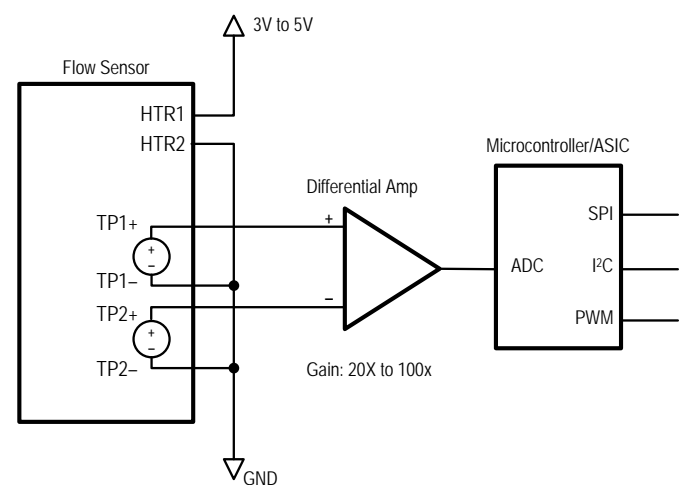 3V to 5V
Flow Sensor
HTR1
HTR2
Microcontroller/ASIC
Differential Amp
SPI
TP1+
+
+
–
ADC
I²C
TP1–
TP2+
–
PWM
+
–
TP2–
Gain: 20X to 100x
GND